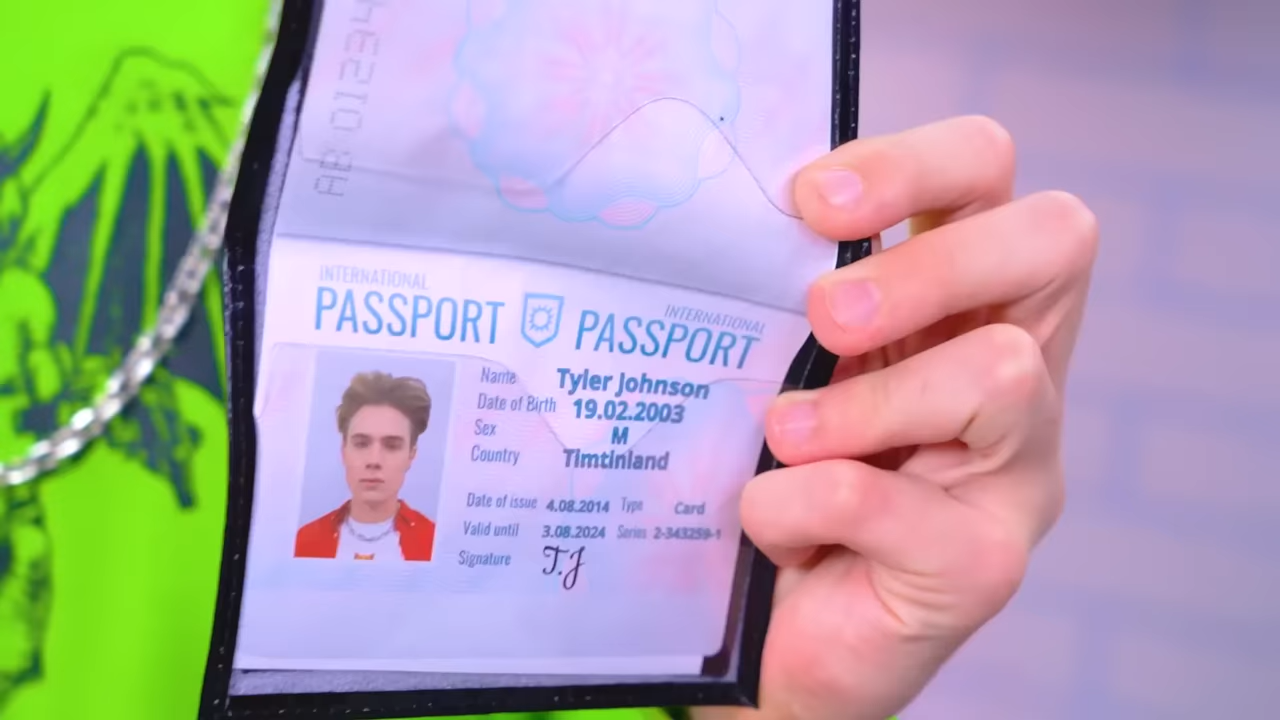 AB 01234
INTERNATIONAL
PASSPORT
INTERNATIONAL
PASSPORT
Name Tyler Johnson
Date of Birth 19.02.2003
Sex M
Country Timtinland
Date of issue 4.08.2014 Type Card
Valid until 3.08.2024 Series 2-343259-1
Signature T.J